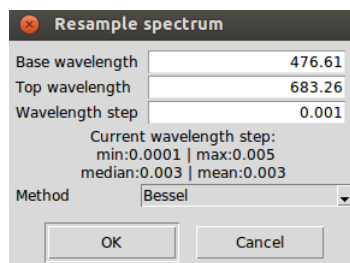 Resample spectrum
Base wavelength 476.61
Top wavelength 683.26
Wavelength step 0.001
Current wavelength step:
min:0.0001 | max:0.005
median:0.003 | mean:0.003
Method Bessel
OK Cancel